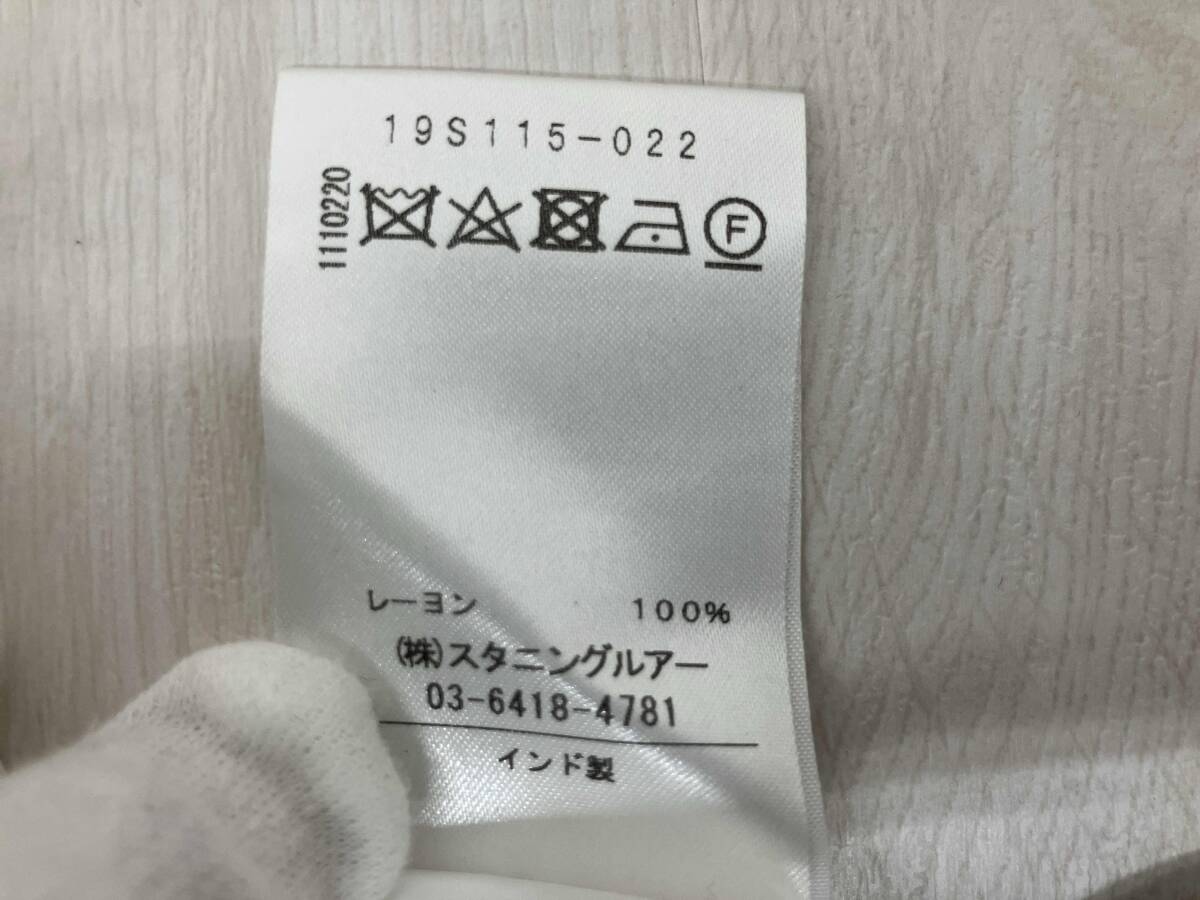 19S115-022
1110220
F
レーヨン 100%
(株)スタニングルアー
03-6418-4781
インド製